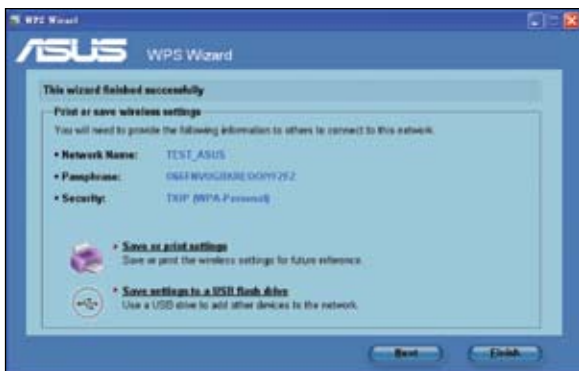 WPS Wizard
ASUS WPS Wizard
This wizard finished successfully
Print or save wireless settings
You will need to provide the following information to others to connect to this network.
• Network Name: TEST_ASUS
• Passphrase:
• Security: TKIP (WPA-Personal)
• Save or print settings
Save or print the wireless settings for future reference.
• Save settings to a USB flash drive
Use a USB drive to add other devices to the network.
Next Finish